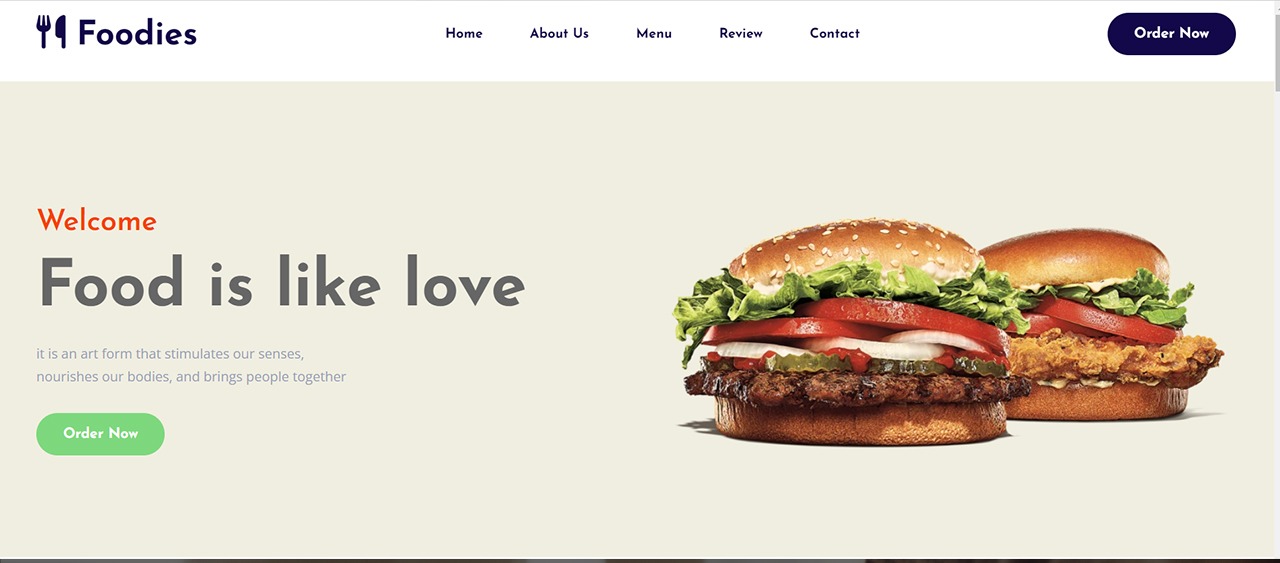 Foodies
Home About Us Menu Review Contact
Order Now
Welcome
Food is like love
it is an art form that stimulates our senses,
nourishes our bodies, and brings people together
Order Now